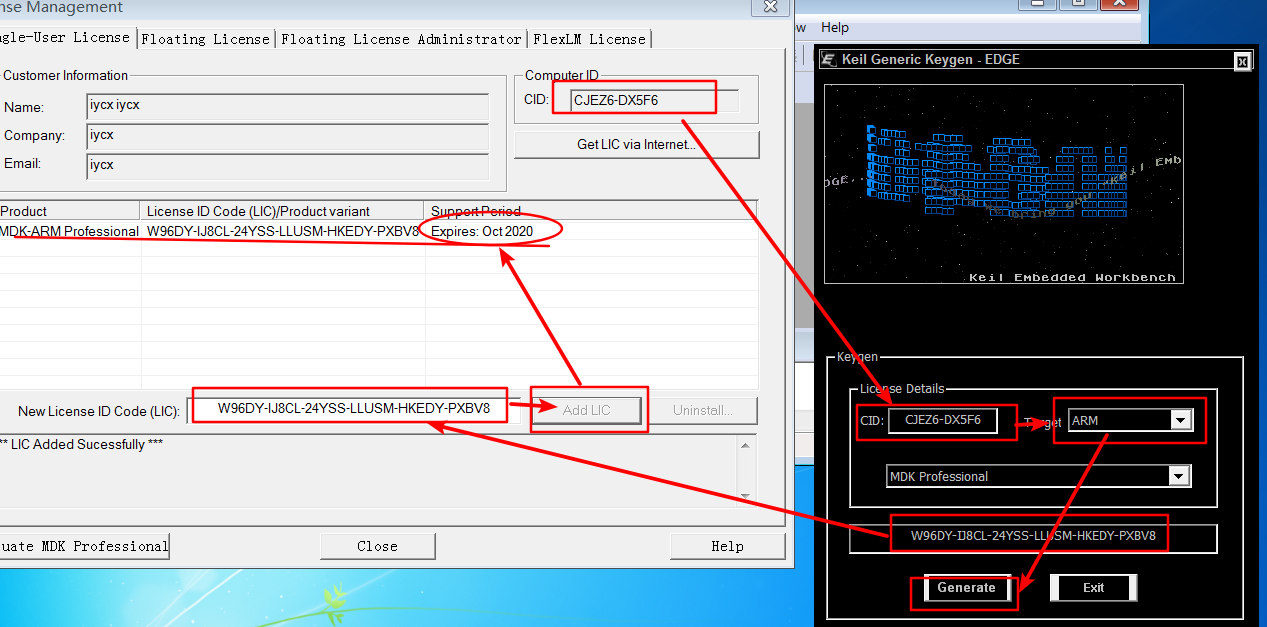 nse Management
ngle-User License
Floating License
Floating License Administrator
FlexLM License
Customer Information
Name:
iycx iycx
Company:
iycx
Email:
iycx
Computer ID
CID:
CJEZ6-DX5F6
Get LIC via Internet...
Product
License ID Code (LIC)/Product variant
Support Period
MDK-ARM Professional
W96DY-IJ8CL-24YSS-LLUSM-HKEDY-PXBV8
Expires: Oct 2020
New License ID Code (LIC):
W96DY-IJ8CL-24YSS-LLUSM-HKEDY-PXBV8
Add LIC
Uninstall...
** LIC Added Sucessfully ***
uate MDK Professional
Close
Help
w
Help
Keil Generic Keygen - EDGE
DGE...
...Keil Emb
Keil Embedded Workbench
Keygen
License Details
CID:
CJEZ6-DX5F6
Target
ARM
MDK Professional
W96DY-IJ8CL-24YSS-LLUSM-HKEDY-PXBV8
Generate
Exit